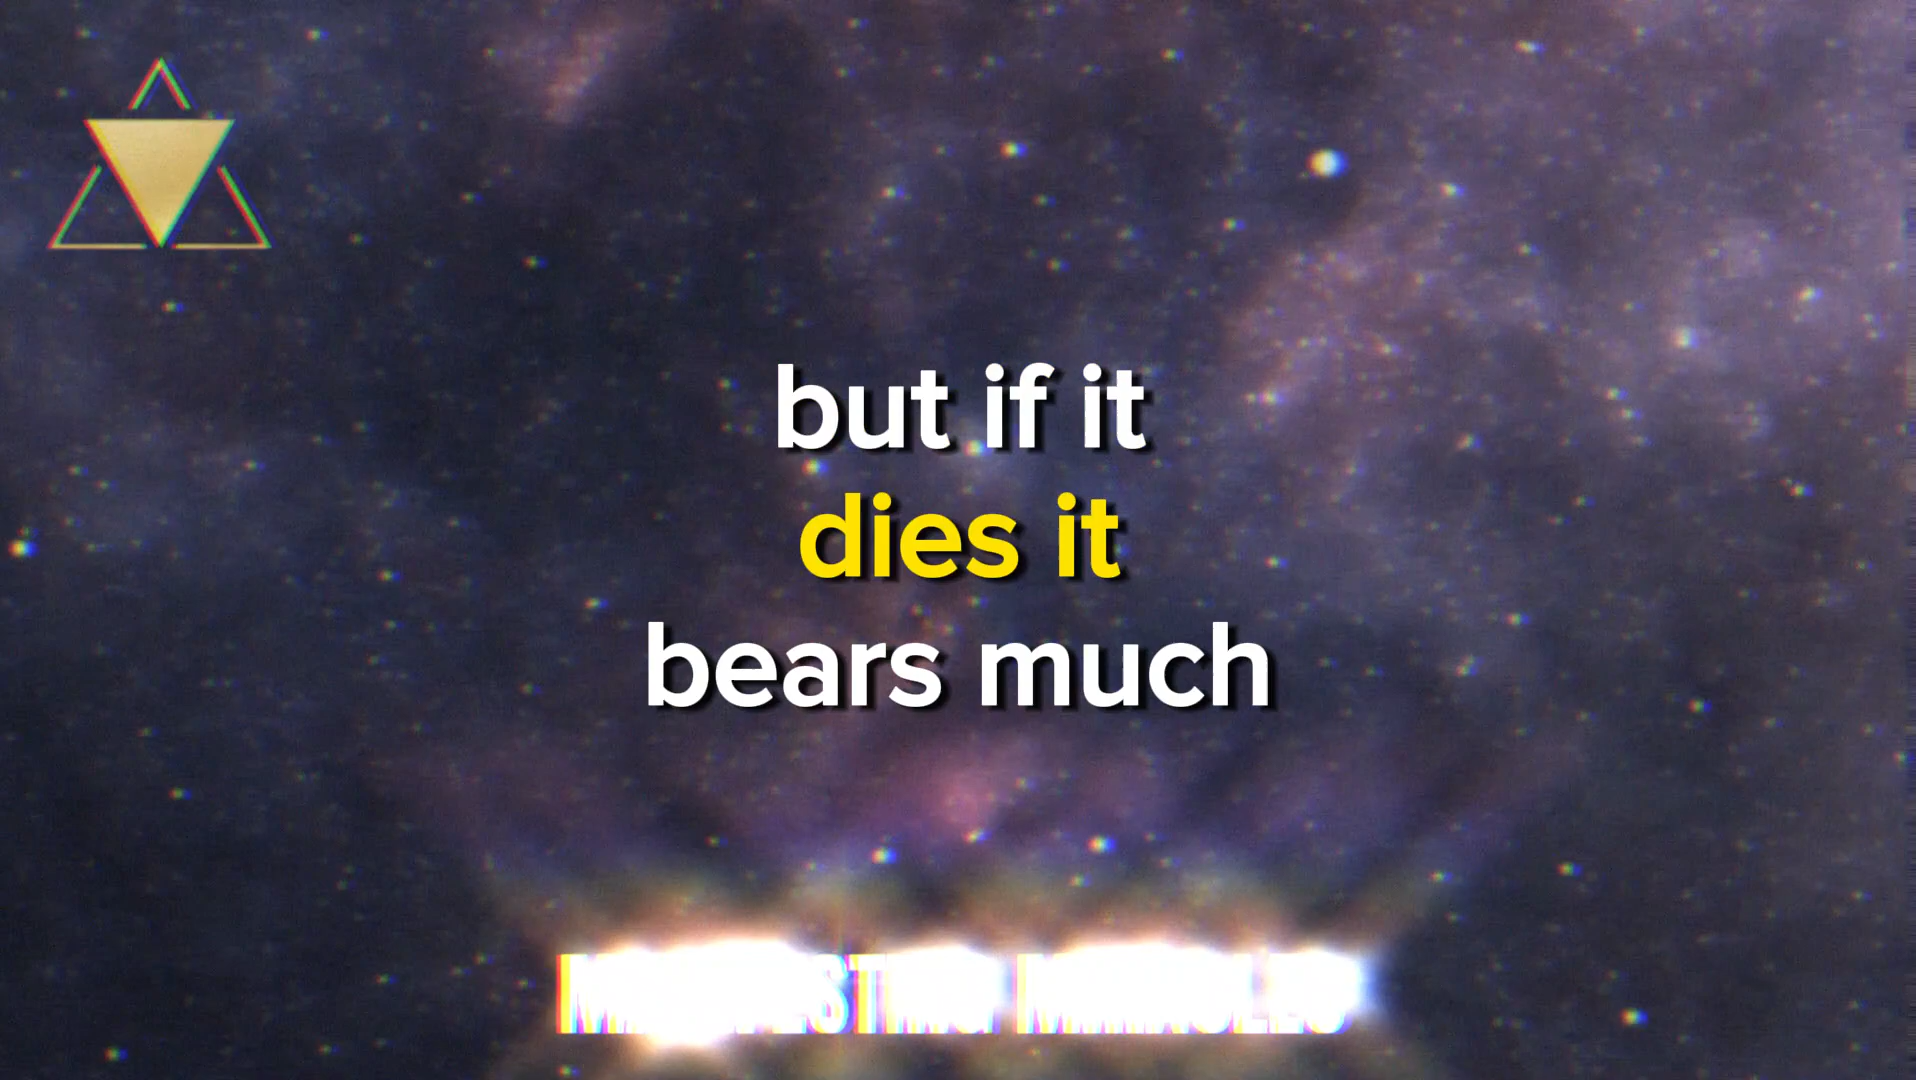 but if it
dies it
bears much